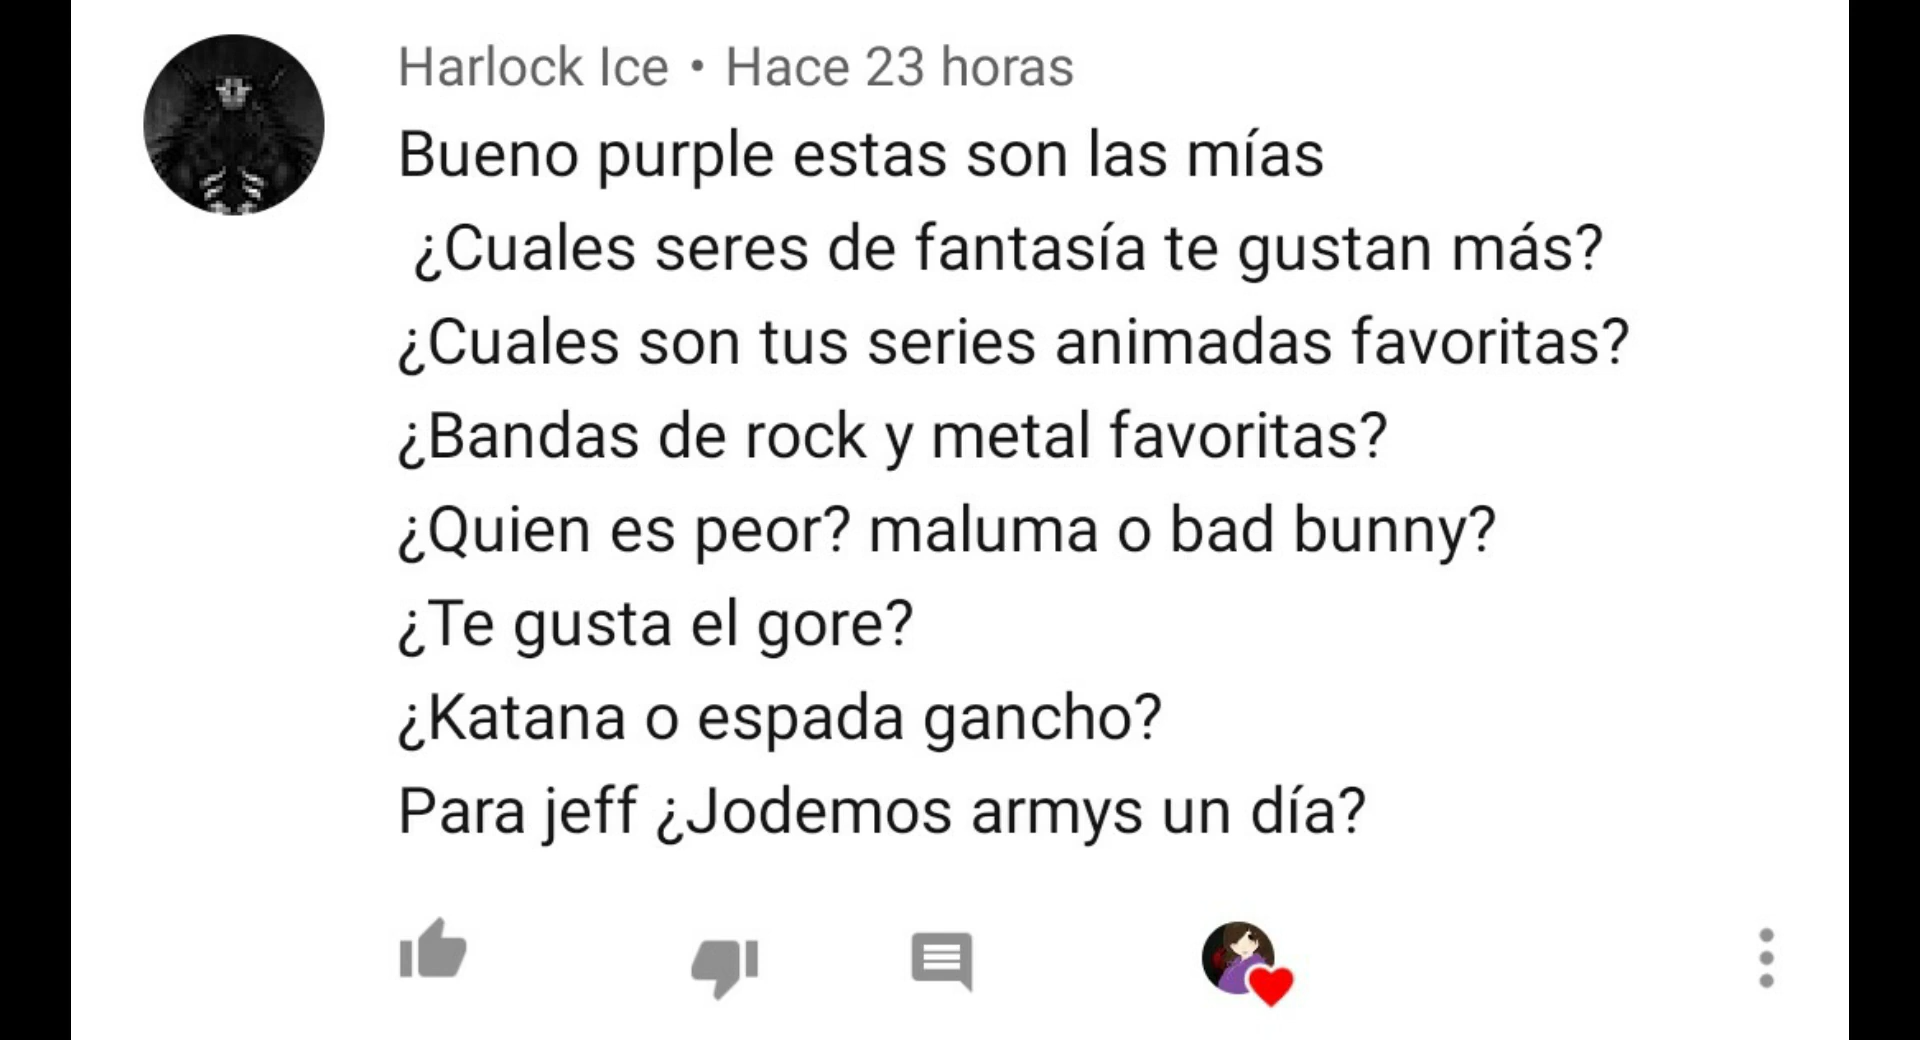 Harlock Ice • Hace 23 horas
Bueno purple estas son las mías
¿Cuales seres de fantasía te gustan más?
¿Cuales son tus series animadas favoritas?
¿Bandas de rock y metal favoritas?
¿Quien es peor? maluma o bad bunny?
¿Te gusta el gore?
¿Katana o espada gancho?
Para jeff ¿Jodemos armys un día?